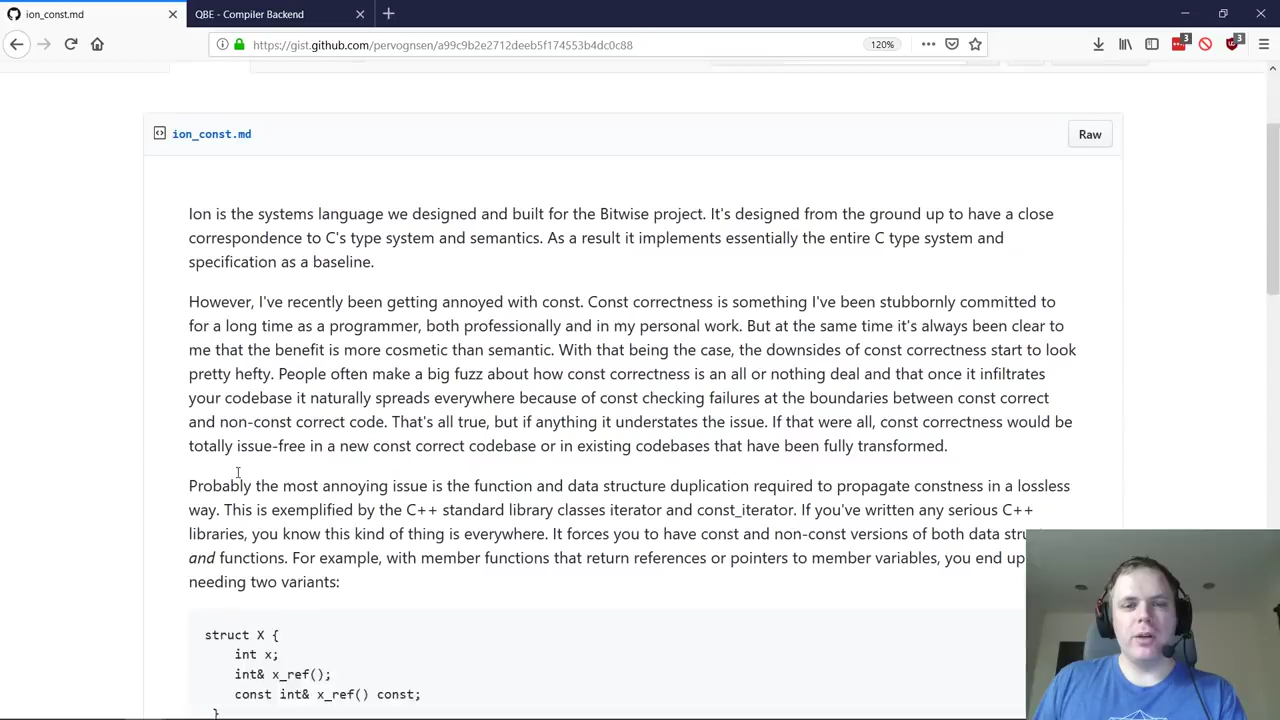 ion_const.md
QBE - Compiler Backend
https://gist.github.com/pervognsen/a99c9b2e2712deeb5f174553b4dc0c88
120%
3
3
ion_const.md
Raw
Ion is the systems language we designed and built for the Bitwise project. It's designed from the ground up to have a close
correspondence to C's type system and semantics. As a result it implements essentially the entire C type system and
specification as a baseline.
However, I've recently been getting annoyed with const. Const correctness is something I've been stubbornly committed to
for a long time as a programmer, both professionally and in my personal work. But at the same time it's always been clear to
me that the benefit is more cosmetic than semantic. With that being the case, the downsides of const correctness start to look
pretty hefty. People often make a big fuzz about how const correctness is an all or nothing deal and that once it infiltrates
your codebase it naturally spreads everywhere because of const checking failures at the boundaries between const correct
and non-const correct code. That's all true, but if anything it understates the issue. If that were all, const correctness would be
totally issue-free in a new const correct codebase or in existing codebases that have been fully transformed.
Probably the most annoying issue is the function and data structure duplication required to propagate constness in a lossless
way. This is exemplified by the C++ standard library classes iterator and const_iterator. If you've written any serious C++
libraries, you know this kind of thing is everywhere. It forces you to have const and non-const versions of both data
and functions. For example, with member functions that return references or pointers to member variables, you end up
needing two variants:
struct X {
int x;
int& x_ref();
const int& x_ref() const;
}